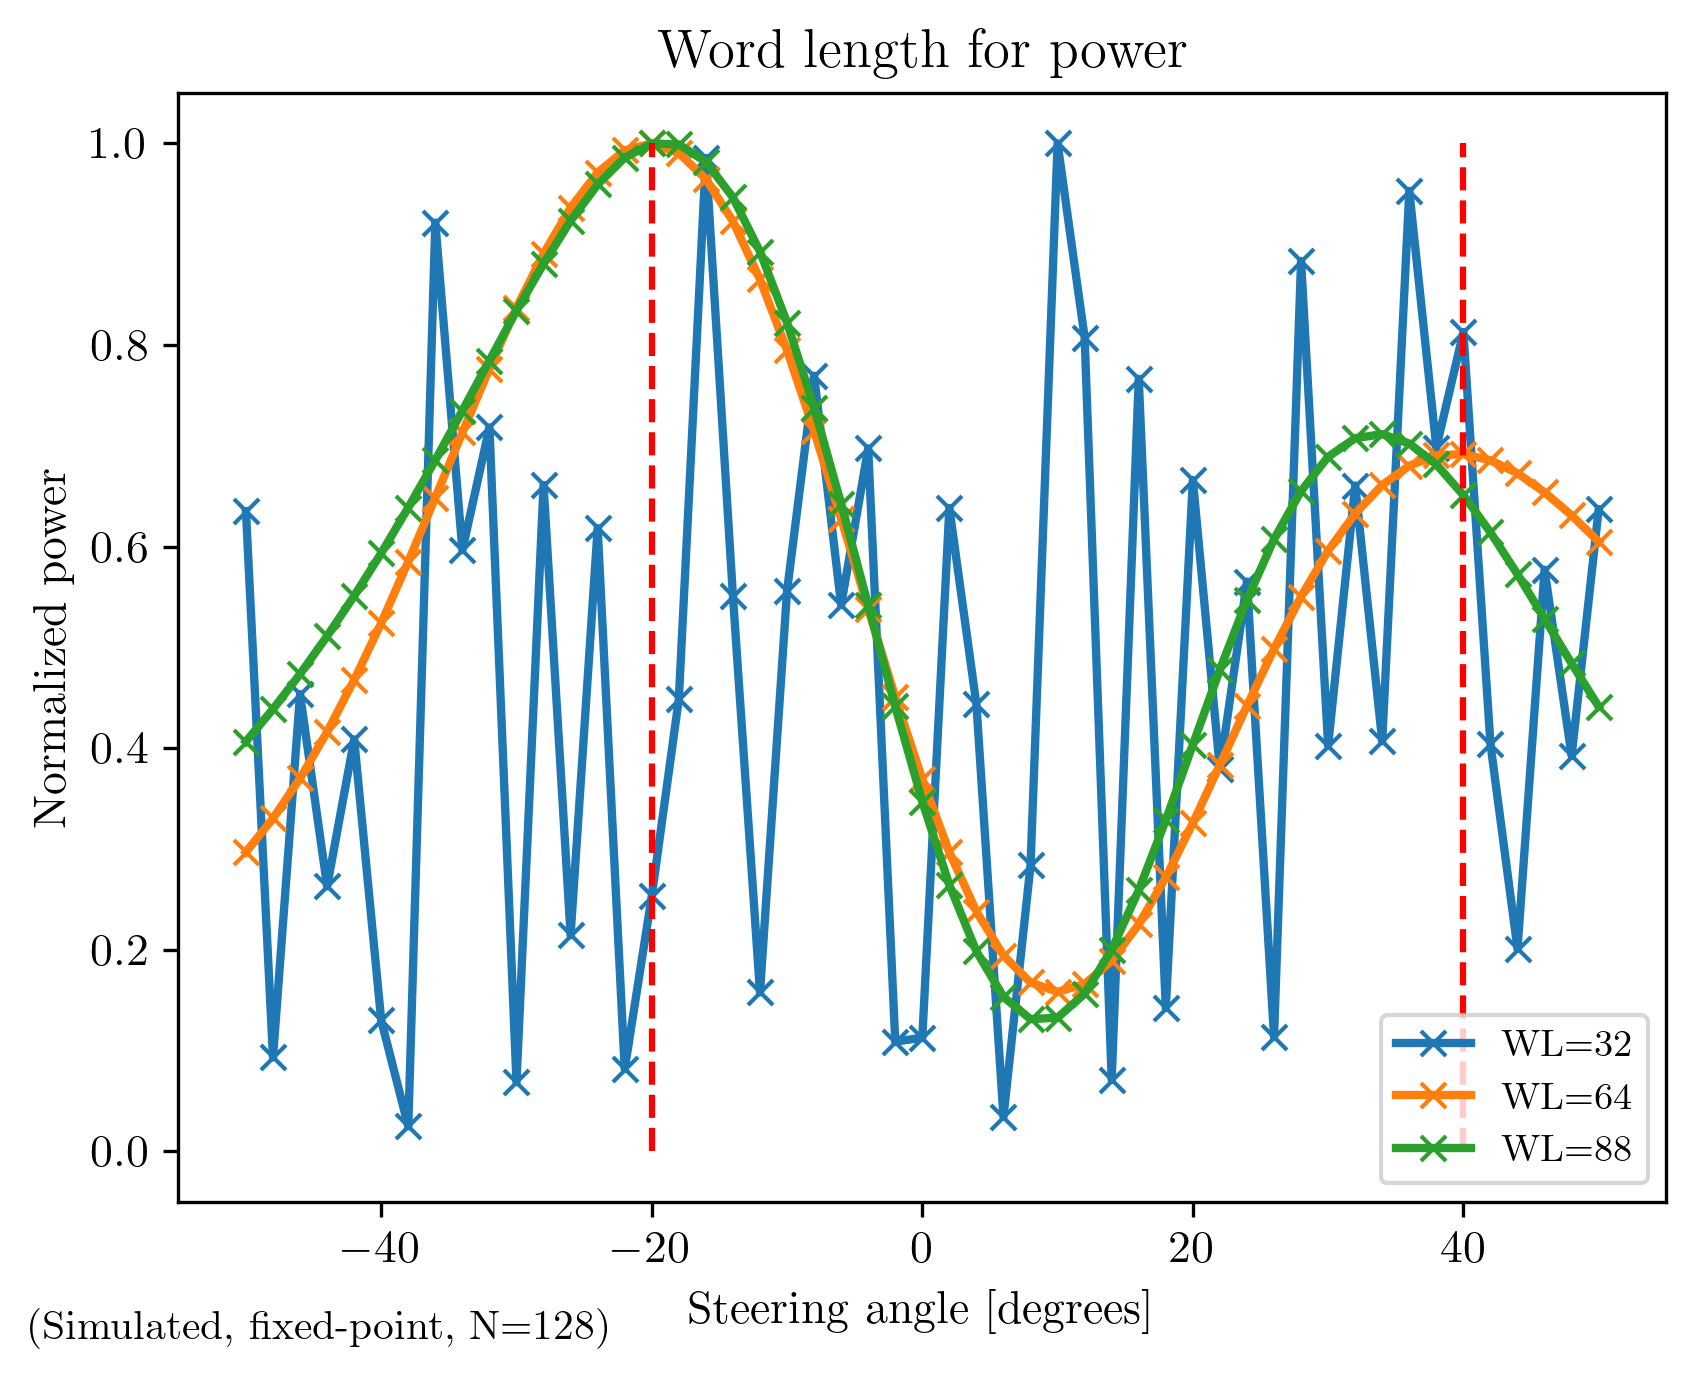 Word length for power
Normalized power
1.0
0.8
0.6
0.4
0.2
0.0
−40
−20
0
20
40
WL=32
WL=64
WL=88
Steering angle [degrees]
(Simulated, fixed-point, N=128)